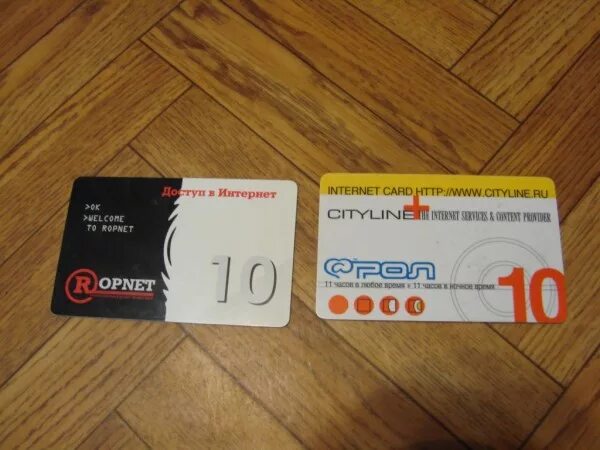 Доступ в Интернет
>OK
>WELCOME
TO ROPNET
10
ROPNET
INTERNET CARD HTTP://WWW.CITYLINE.RU
CITYLINE+ THE INTERNET SERVICES & CONTENT PROVIDER
РОЛ
11 часов в любое время + 11 часов в ночное время
10